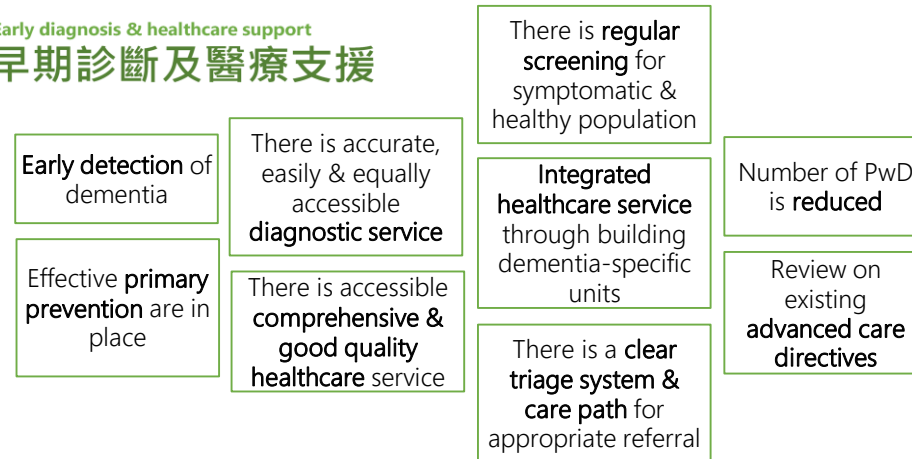 Early diagnosis & healthcare support
早期診斷及醫療支援
Early detection of
dementia
Effective primary
prevention are in
place
There is accurate,
easily & equally
accessible
diagnostic service
There is accessible
comprehensive &
good quality
healthcare service
There is regular
screening for
symptomatic &
healthy population
Integrated
healthcare service
through building
dementia-specific
units
There is a clear
triage system &
care path for
appropriate referral
Number of PwD
is reduced
Review on
existing
advanced care
directives